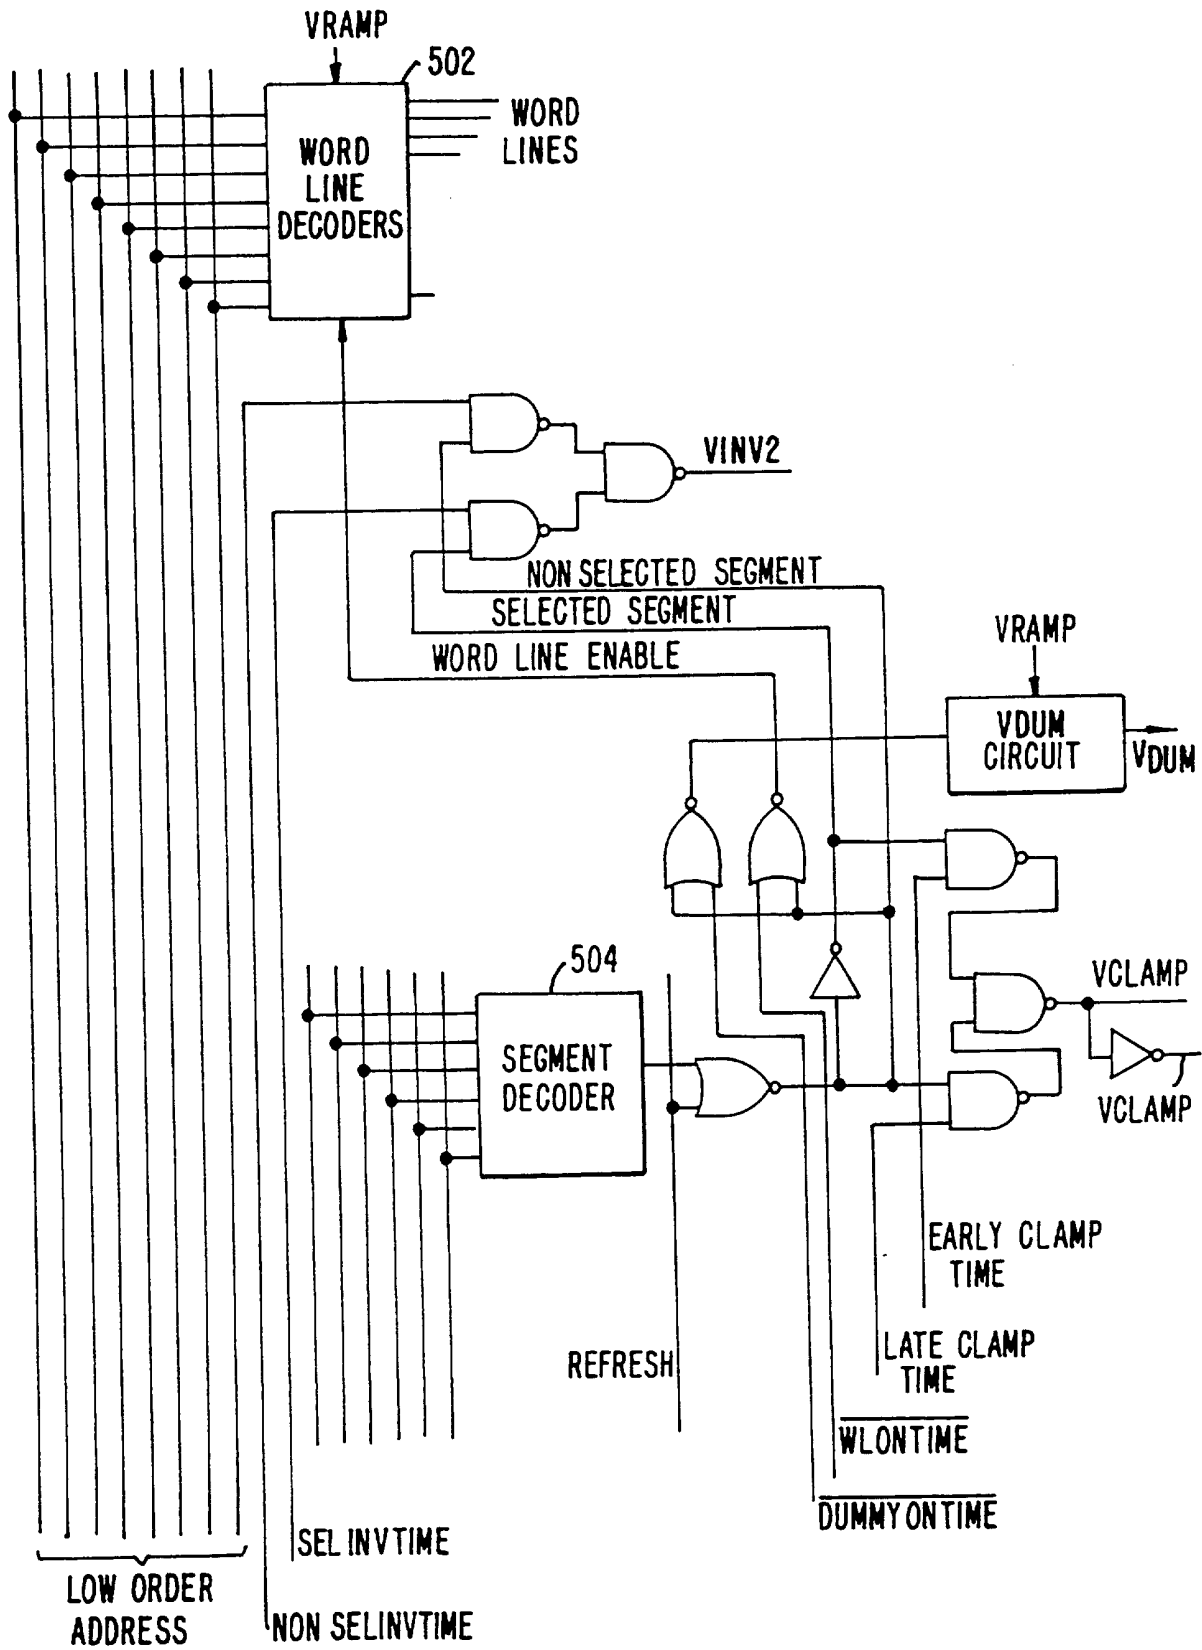 VRAMP
502
WORD
LINE
DECODERS
WORD
LINES
VINV2
NON SELECTED SEGMENT
SELECTED SEGMENT
WORD LINE ENABLE
VRAMP
VDUM
CIRCUIT
VDUM
504
SEGMENT
DECODER
VCLAMP
VCLAMP
EARLY CLAMP
TIME
LATE CLAMP
TIME
REFRESH
WLONTIME
DUMMYONTIME
SEL INVTIME
LOW ORDER
ADDRESS
NON SELINVTIME